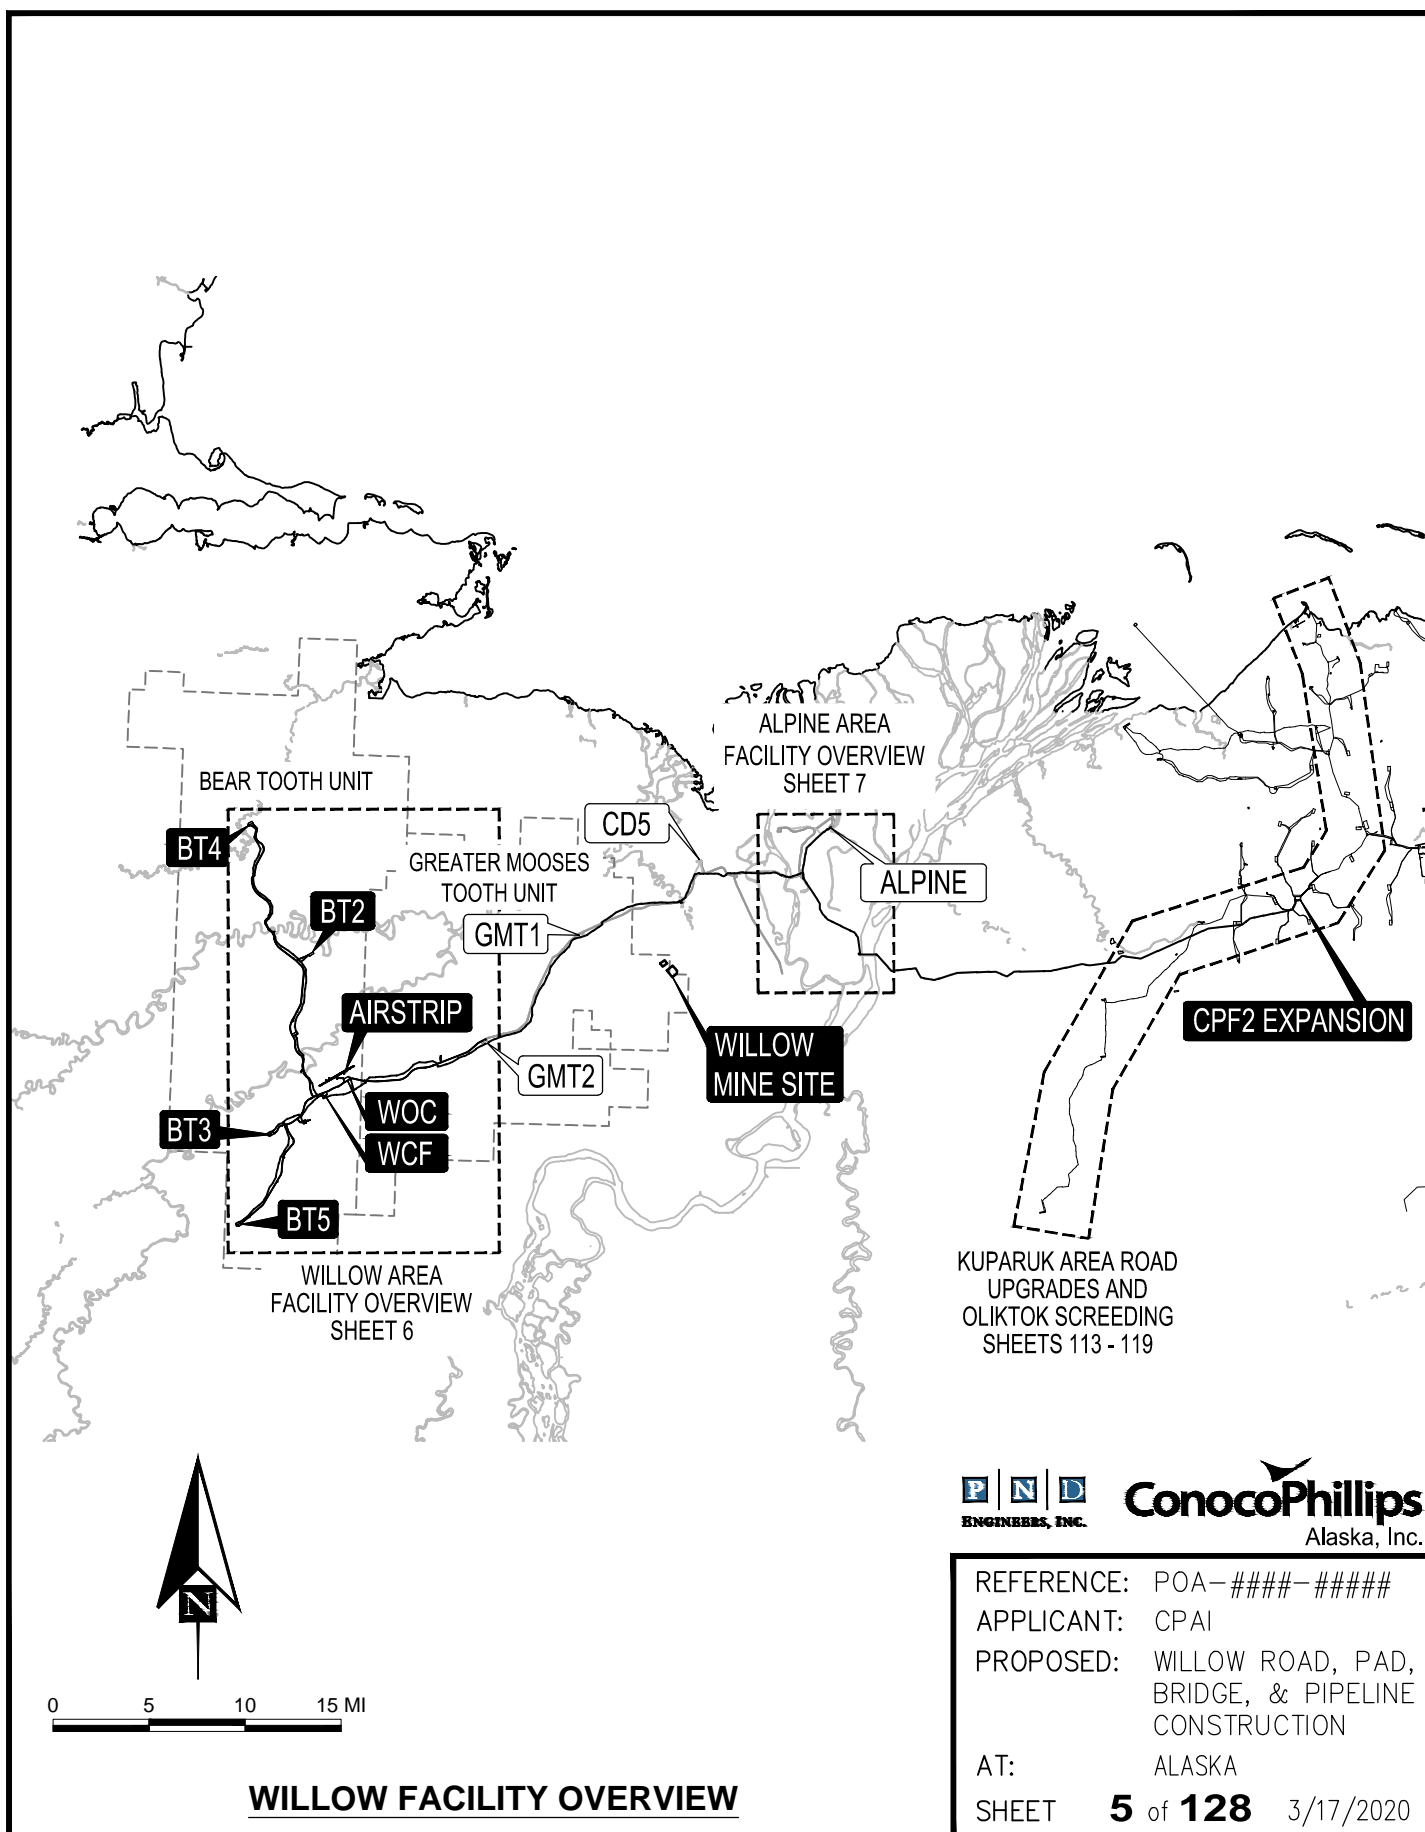 ALPINE AREA
FACILITY OVERVIEW
SHEET 7
BEAR TOOTH UNIT
BT4
CD5
GREATER MOOSES
TOOTH UNIT
ALPINE
BT2
GMT1
AIRSTRIP
CPF2 EXPANSION
WILLOW
MINE SITE
GMT2
WOC
BT3
WCF
BT5
WILLOW AREA
FACILITY OVERVIEW
SHEET 6
KUPARUK AREA ROAD
UPGRADES AND
OLIKTOK SCREEDING
SHEETS 113 - 119
N
0 5 10 15 MI
WILLOW FACILITY OVERVIEW
P N D
ENGINEERS, INC.
ConocoPhillips
Alaska, Inc.
REFERENCE: POA-####-#####
APPLICANT: CPAI
PROPOSED: WILLOW ROAD, PAD,
BRIDGE, & PIPELINE
CONSTRUCTION
AT: ALASKA
SHEET 5 of 128 3/17/2020